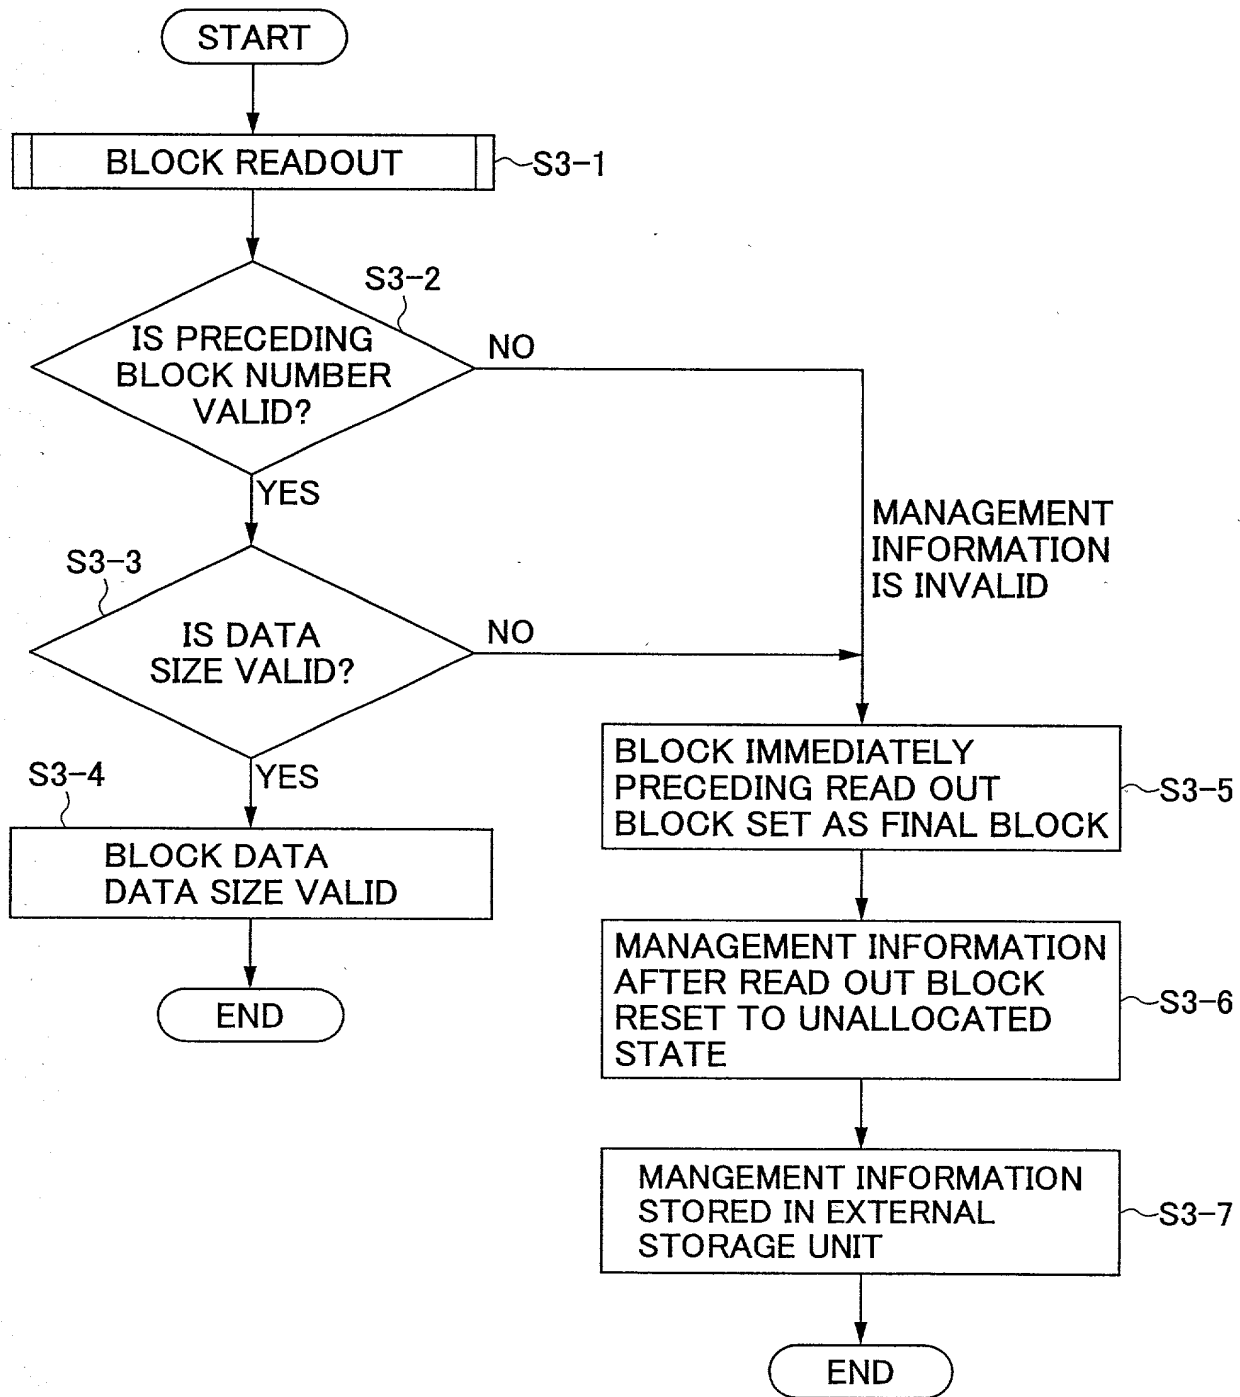 START
BLOCK READOUT
S3-1
S3-2
IS PRECEDING
BLOCK NUMBER
VALID?
NO
YES
MANAGEMENT
INFORMATION
IS INVALID
S3-3
IS DATA
SIZE VALID?
NO
YES
S3-4
BLOCK DATA
DATA SIZE VALID
END
BLOCK IMMEDIATELY
PRECEDING READ OUT
BLOCK SET AS FINAL BLOCK
S3-5
MANAGEMENT INFORMATION
AFTER READ OUT BLOCK
RESET TO UNALLOCATED
STATE
S3-6
MANGEMENT INFORMATION
STORED IN EXTERNAL
STORAGE UNIT
S3-7
END